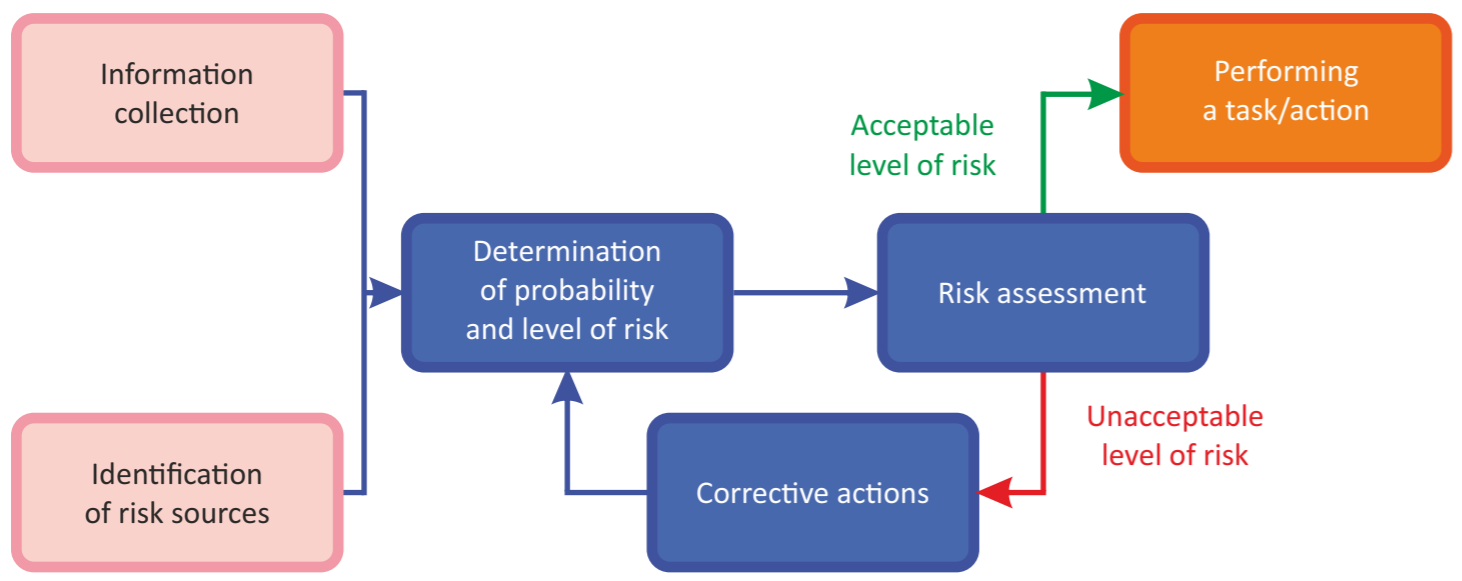 Information
collection
Performing
a task/action
Acceptable
level of risk
Determination
of probability
and level of risk
Risk assessment
Unacceptable
level of risk
Identification
of risk sources
Corrective actions